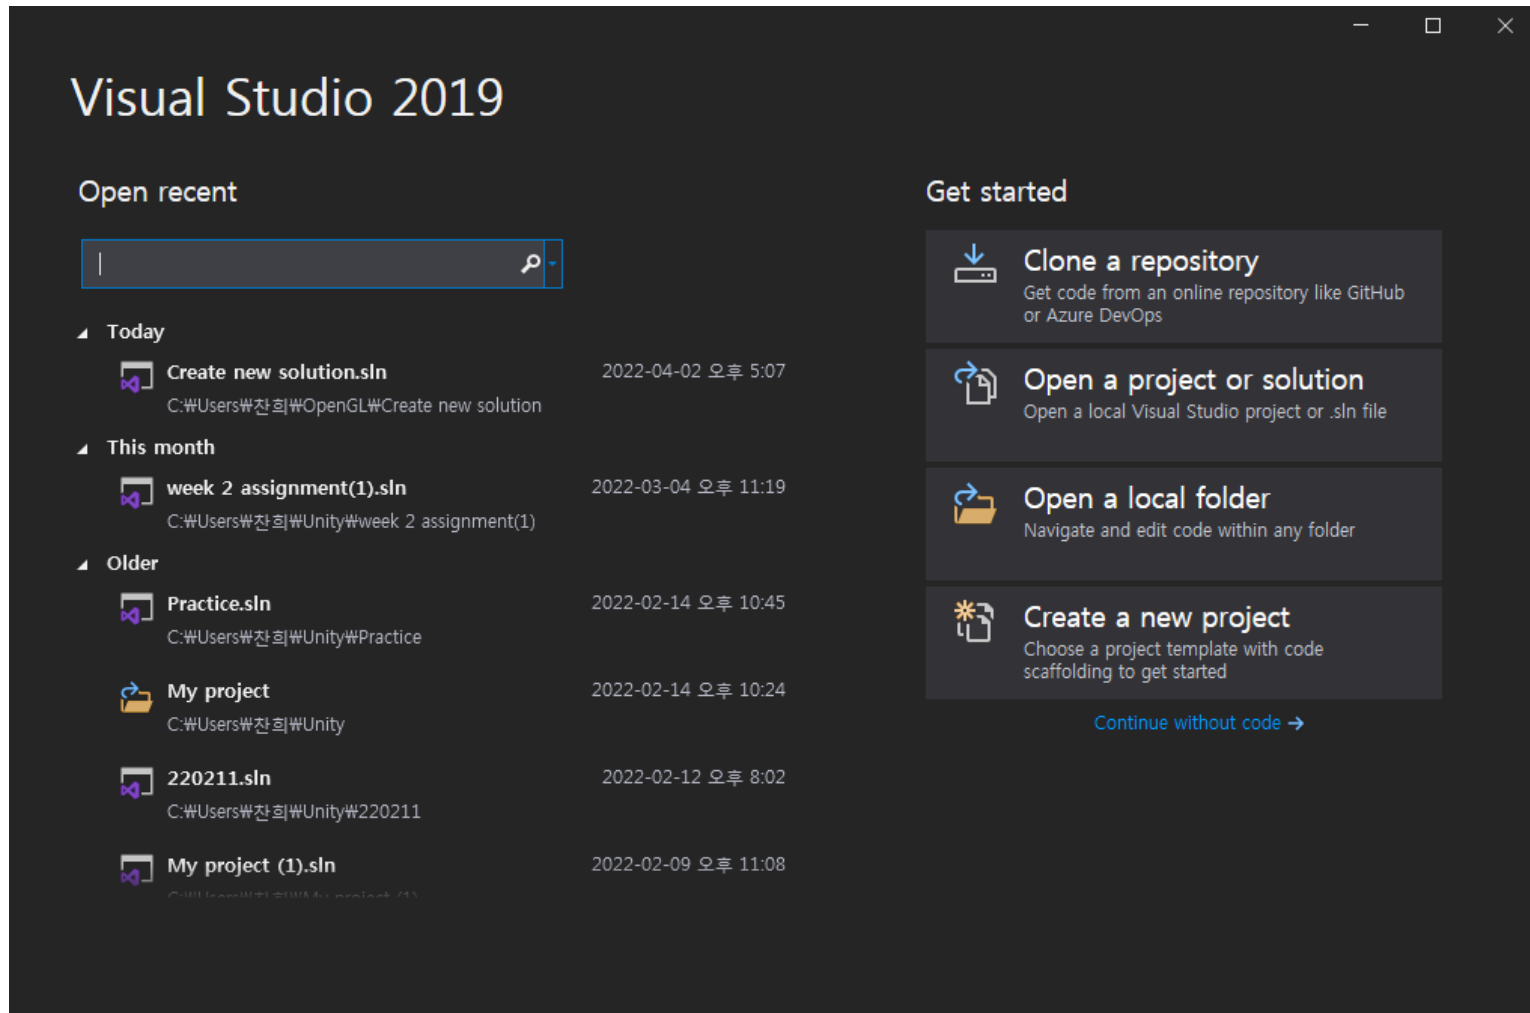 Visual Studio 2019
Open recent
Today
Create new solution.sln 2022-04-02 오후 5:07
C:₩Users₩찬희₩OpenGL₩Create new solution
This month
week 2 assignment(1).sln 2022-03-04 오후 11:19
C:₩Users₩찬희₩Unity₩week 2 assignment(1)
Older
Practice.sln 2022-02-14 오후 10:45
C:₩Users₩찬희₩Unity₩Practice
My project 2022-02-14 오후 10:24
C:₩Users₩찬희₩Unity
220211.sln 2022-02-12 오후 8:02
C:₩Users₩찬희₩Unity₩220211
My project (1).sln 2022-02-09 오후 11:08
C:₩Users₩찬희₩My project (1)
Get started
Clone a repository
Get code from an online repository like GitHub
or Azure DevOps
Open a project or solution
Open a local Visual Studio project or .sln file
Open a local folder
Navigate and edit code within any folder
Create a new project
Choose a project template with code
scaffolding to get started
Continue without code →